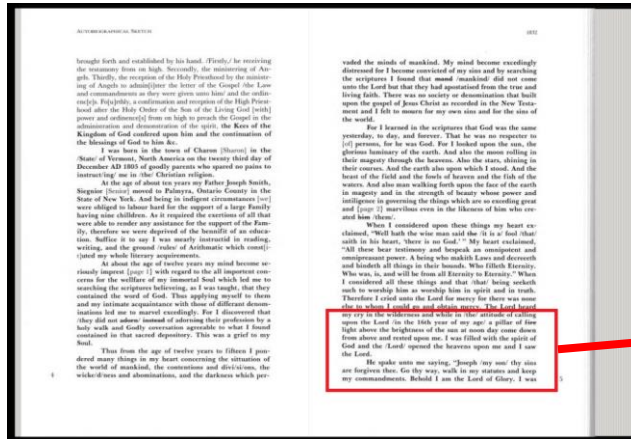 AUTOBIOGRAPHICAL SKETCH
brought forth and established by his hand. /Firstly,/ he receiving
the testamony from on high. Seccondly, the ministering of An-
gels. Thirdly, the reception of the Holy Priesthood by the ministr-
ing of Angels to admin[i]ster the letter of the Gospel /the Law
and commandments as they were given unto him/ and the ordin-
enc[e]s. Fo[u]rthly, a confirmation and reception of the High Priest-
hood after the Holy Order of the Son of the Living God [with]
power and ordinence[s] from on high to preach the Gospel in the
administration and demonstration of the spirit, the Kees of the
Kingdom of God confered upon him and the continuation of
the blessings of God to him &c.
I was born in the town of Charon [Sharon] in the
/State/ of Vermont, North America on the twenty third day of
December AD 1805 of goodly parents who spared no pains to
instruct/ing/ me in /the/ Christian religion.
At the age of about ten years my Father Joseph Smith,
Siegnior [Senior] moved to Palmyra, Ontario County in the
State of New York. And being in indigent circumstances [we]
were obliged to labour hard for the support of a large Family
having nine children. As it required the exertions of all that
were able to render any assistance for the support of the Fam-
ily, therefore we were deprived of the bennifit of an educa-
tion. Suffice it to say I was mearly instructid in reading,
writing, and the ground /rules/ of Arithmatic which const[i-
t]uted my whole literary acquirements.
At about the age of twelve years my mind become se-
riously imprest [page 1] with regard to the all importent con-
cerns for the wellfare of my immortal Soul which led me to
searching the scriptures believeing, as I was taught, that they
contained the word of God. Thus applying myself to them
and my intimate acquaintance with those of different denom-
inations led me to marvel excedingly. For I discovered that
/they did not adorn/ instead of adorning their profession by a
holy walk and Godly coversation agreeable to what I found
contained in that sacred depository. This was a grief to my
Soul.
Thus from the age of twelve years to fifteen I pon-
dered many things in my heart concerning the sittuation of
the world of mankind, the contentions and divi/si/ons, the
wicke/d/ness and abominations, and the darkness which per-
4
1832
vaded the minds of mankind. My mind become excedingly
distressed for I become convicted of my sins and by searching
the scriptures I found that mand /mankind/ did not come
unto the Lord but that they had apostatised from the true and
living faith. There was no society or denomination that built
upon the gospel of Jesus Christ as recorded in the New Testa-
ment and I felt to mourn for my own sins and for the sins of
the world.
For I learned in the scriptures that God was the same
yesterday, to day, and forever. That he was no respecter to
[of] persons, for he was God. For I looked upon the sun, the
glorious luminary of the earth. And also the moon rolling in
their magesty through the heavens. Also the stars, shining in
their courses. And the earth also upon which I stood. And the
beast of the field and the fowls of heaven and the fish of the
waters. And also man walking forth upon the face of the earth
in magesty and in the strength of beauty whose power and
intiligence in governing the things which are so exceding great
and [page 2] marvilous even in the likeness of him who cre-
ated him /them/.
When I considered upon these things my heart ex-
claimed, "Well hath the wise man said the /it is a/ fool /that/
saith in his heart, 'there is no God.' " My heart exclaimed,
"All these bear testimony and bespeak an omnipotent and
omnipreasant power. A being who makith Laws and decreeeth
and bindeth all things in their bounds. Who filleth Eternity.
Who was, is, and will be from all Eternity to Eternity." When
I considered all these things and that /that/ being seeketh
such to worship him as worship him in spirit and in truth.
Therefore I cried unto the Lord for mercy for there was none
else to whom I could go and obtain mercy. The Lord heard
my cry in the wilderness and while in /the/ attitude of calling
upon the Lord /in the 16th year of my age/ a pillar of fire
light above the brightness of the sun at noon day come down
from above and rested upon me. I was filled with the spirit of
God and the /Lord/ opened the heavens upon me and I saw
the Lord.
He spake unto me saying, "Joseph /my son/ thy sins
are forgiven thee. Go thy way, walk in my statutes and keep
my commandments. Behold I am the Lord of Glory. I was
5